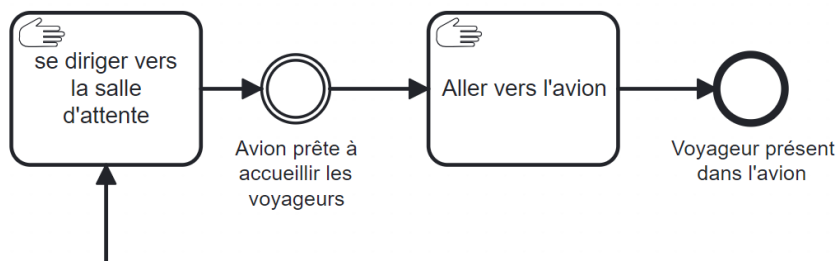 se diriger vers
la salle
d'attente
Avion prête à
accueillir les
voyageurs
Aller vers l'avion
Voyageur présent
dans l'avion